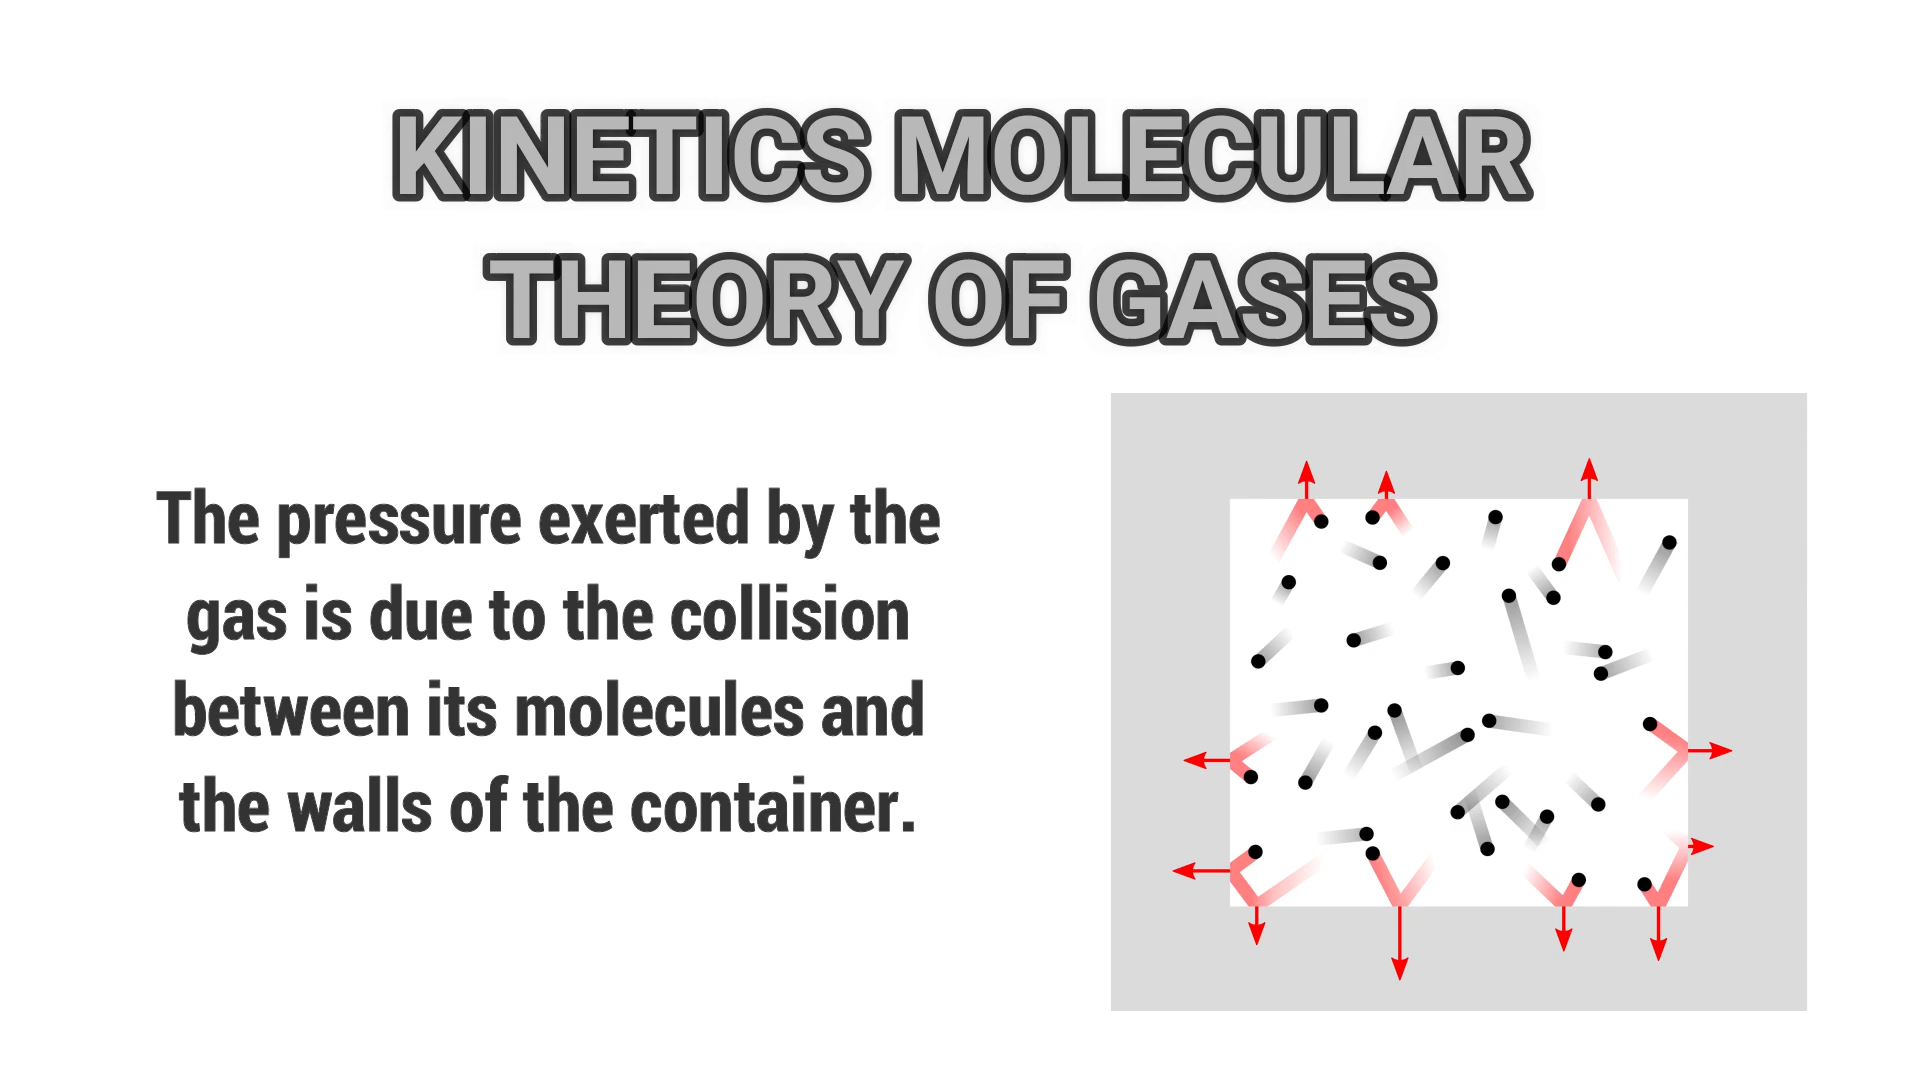 KINETICS MOLECULAR
THEORY OF GASES
The pressure exerted by the
gas is due to the collision
between its molecules and
the walls of the container.